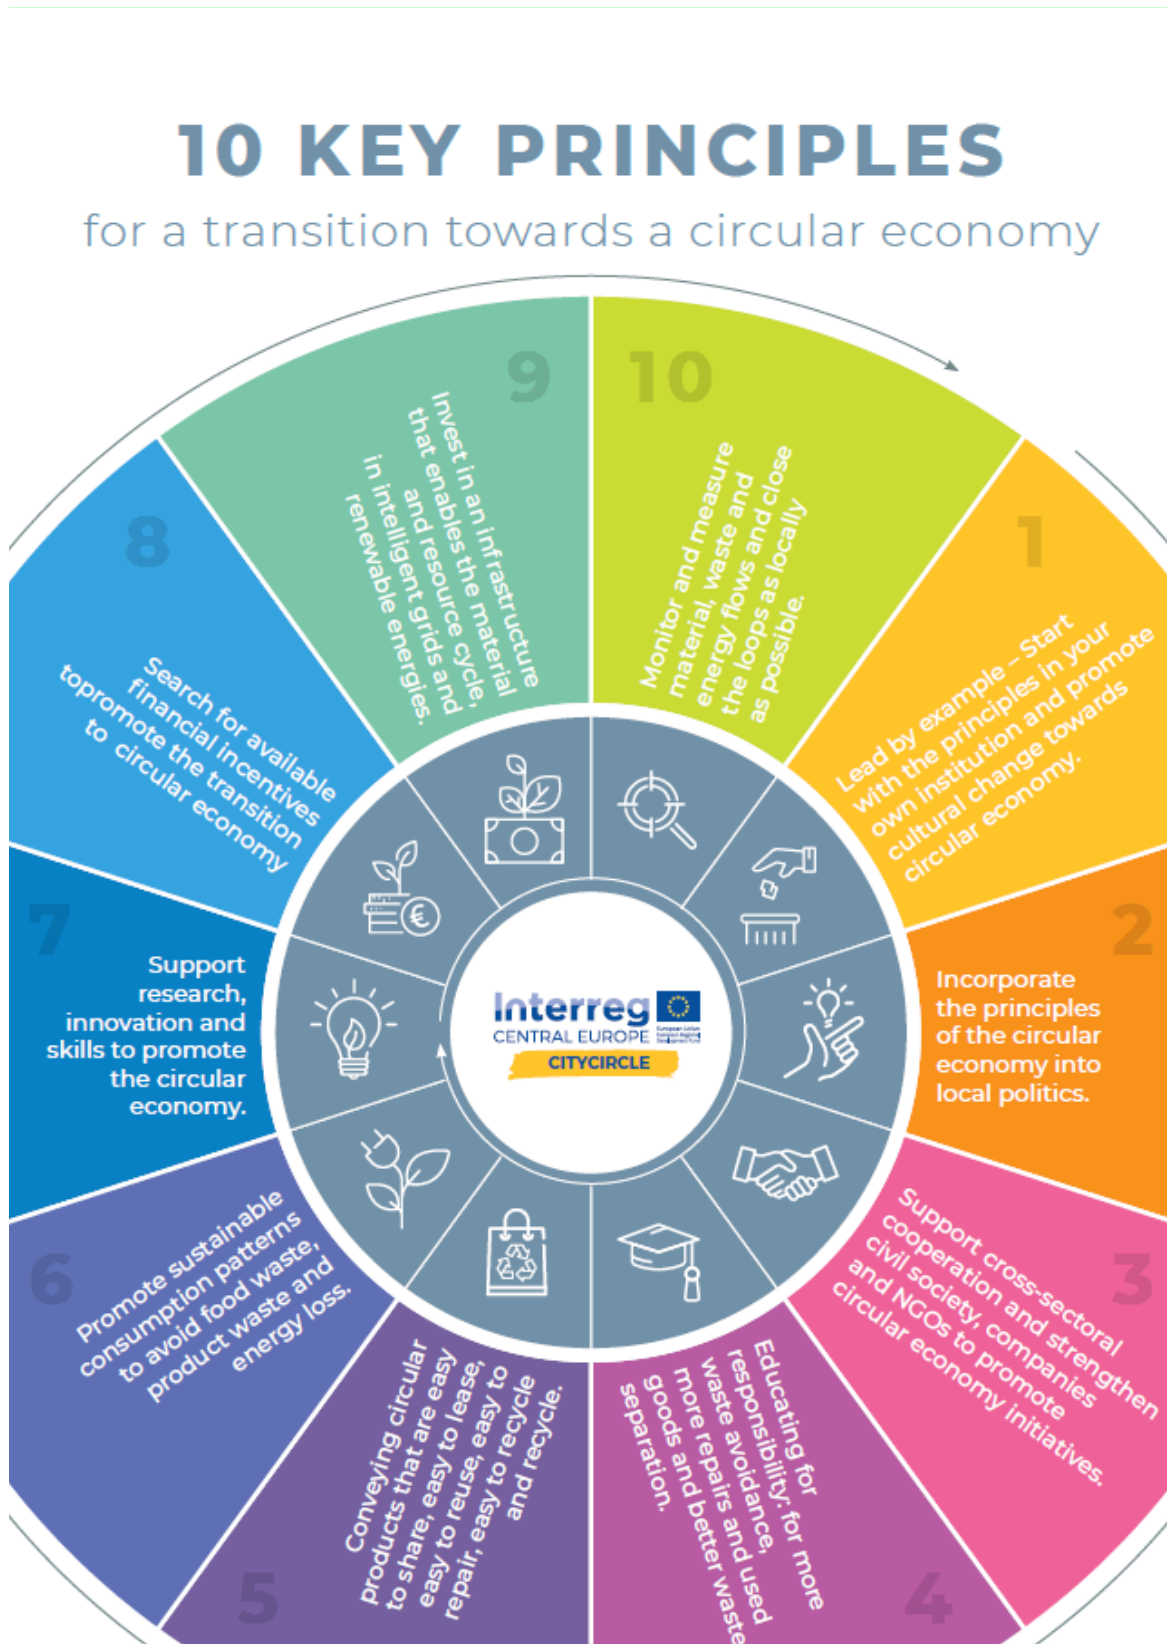 10 KEY PRINCIPLES
for a transition towards a circular economy
1
Lead by example – Start
with the principles in your
own institution and promote
cultural change towards
circular economy.
2
Incorporate
the principles
of the circular
economy into
local politics.
3
Support cross-sectoral
cooperation and strengthen
civil society, companies
and NGOs to promote
circular economy initiatives.
4
Educating for
responsibility: for more
waste avoidance,
more repairs and used
goods and better waste
separation.
5
Conveying circular
products that are easy
to share, easy to lease,
easy to reuse, easy to
repair, easy to recycle
and recycle.
6
Promote sustainable
consumption patterns
to avoid food waste,
product waste and
energy loss.
7
Support
research,
innovation and
skills to promote
the circular
economy.
8
Search for available
financial incentives
topromote the transition
to circular economy
9
Invest in an infrastructure
that enables the material
and resource cycle,
in intelligent grids and
renewable energies.
10
Monitor and measure
material, waste and
energy flows and close
the loops as locally
as possible.
€
Interreg
CENTRAL EUROPE
European Union
European Regional
Development Fund
CITYCIRCLE